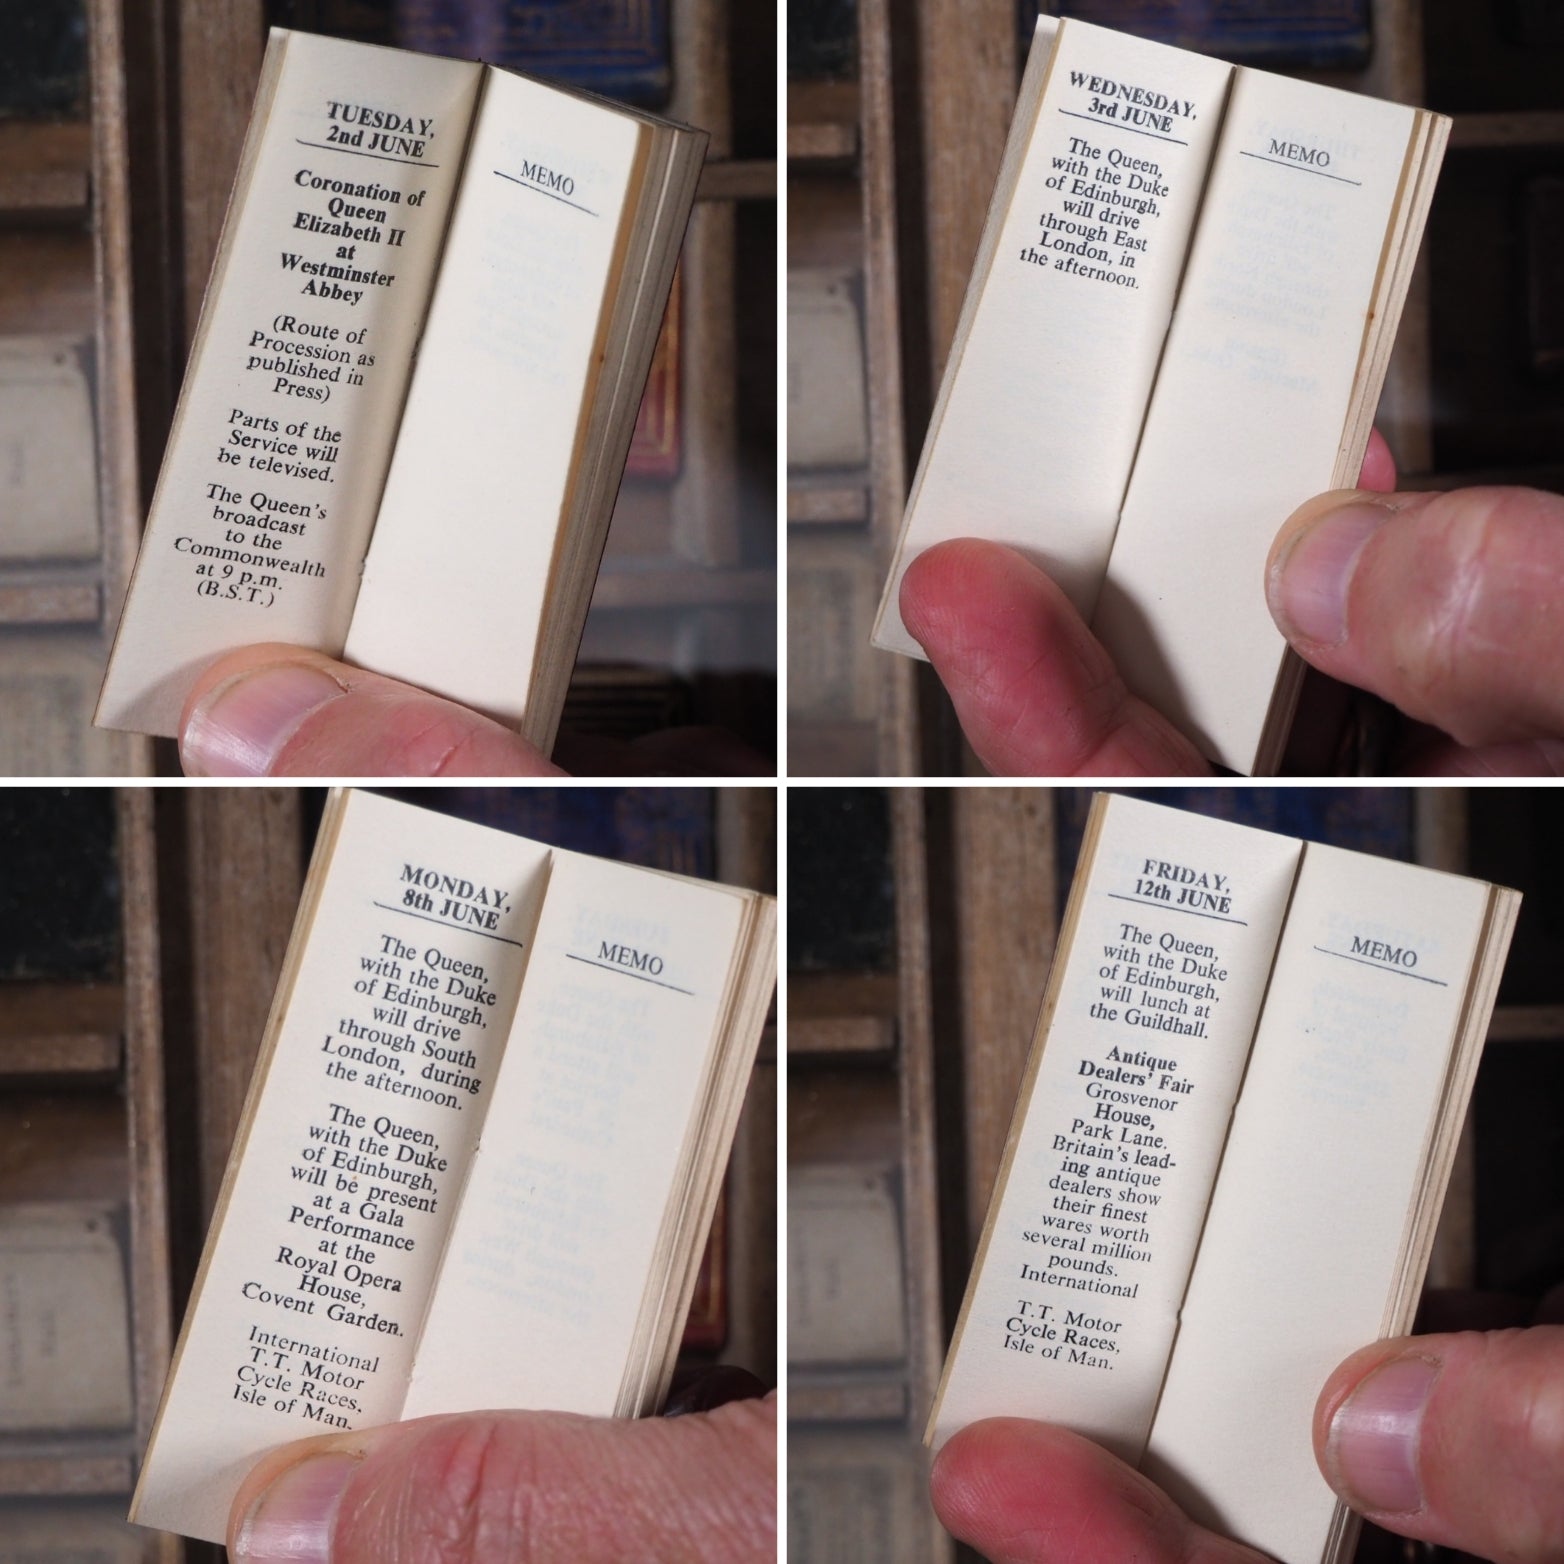 TUESDAY,
2nd JUNE
Coronation of
Queen
Elizabeth II
at
Westminster
Abbey
(Route of
Procession as
published in
Press)
Parts of the
Service will
be televised.
The Queen's
broadcast
to the
Commonwealth
at 9 p.m.
(B.S.T.)
MEMO
WEDNESDAY,
3rd JUNE
The Queen,
with the Duke
of Edinburgh,
will drive
through East
London, in
the afternoon.
MEMO
MONDAY,
8th JUNE
The Queen,
with the Duke
of Edinburgh,
will drive
through South
London, during
the afternoon.
The Queen,
with the Duke
of Edinburgh,
will be present
at a Gala
Performance
at the
Royal Opera
House,
Covent Garden.
International
T.T. Motor
Cycle Races,
Isle of Man.
MEMO
FRIDAY,
12th JUNE
The Queen,
with the Duke
of Edinburgh,
will lunch at
the Guildhall.
Antique
Dealers' Fair
Grosvenor
House,
Park Lane.
Britain's lead-
ing antique
dealers show
their finest
wares worth
several million
pounds.
International
T.T. Motor
Cycle Races,
Isle of Man.
MEMO